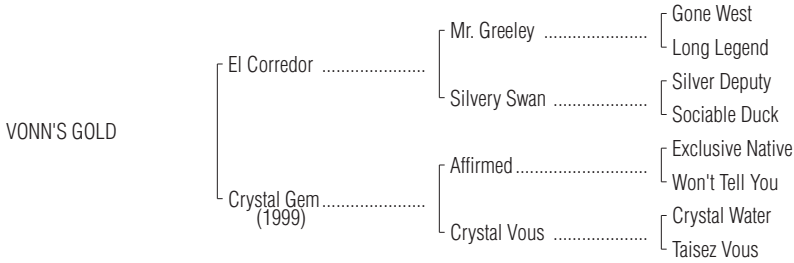 Gone West
Mr. Greeley ......................
Long Legend
El Corredor ......................
Silver Deputy
Silvery Swan ....................
Sociable Duck
VONN'S GOLD
Exclusive Native
Affirmed......................
Won't Tell You
Crystal Gem......................
(1999)
Crystal Water
Crystal Vous ....................
Taisez Vous